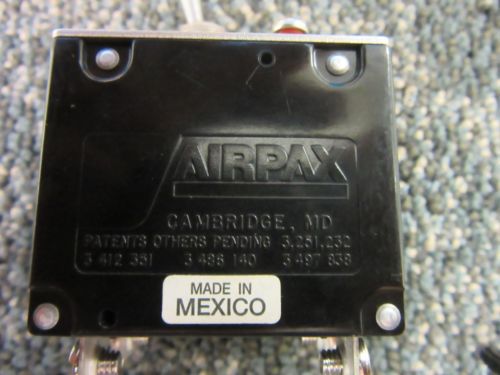 AIRPAX
CAMBRIDGE, MD
PATENTS OTHERS PENDING 3.251.232
3 412 351 3 486 140 3 497 838
MADE IN
MEXICO